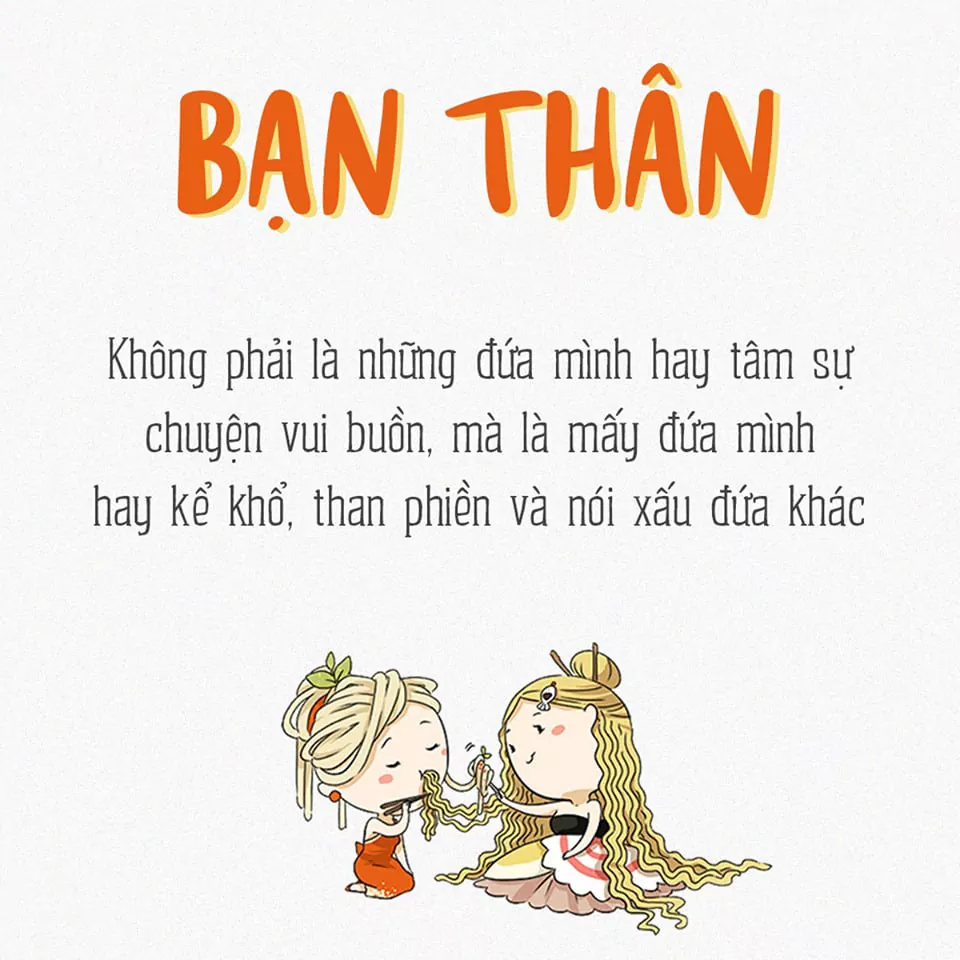 BẠN THÂN
Không phải là những đứa mình hay tâm sự
chuyện vui buồn, mà là mấy đứa mình
hay kể khổ, than phiền và nói xấu đứa khác